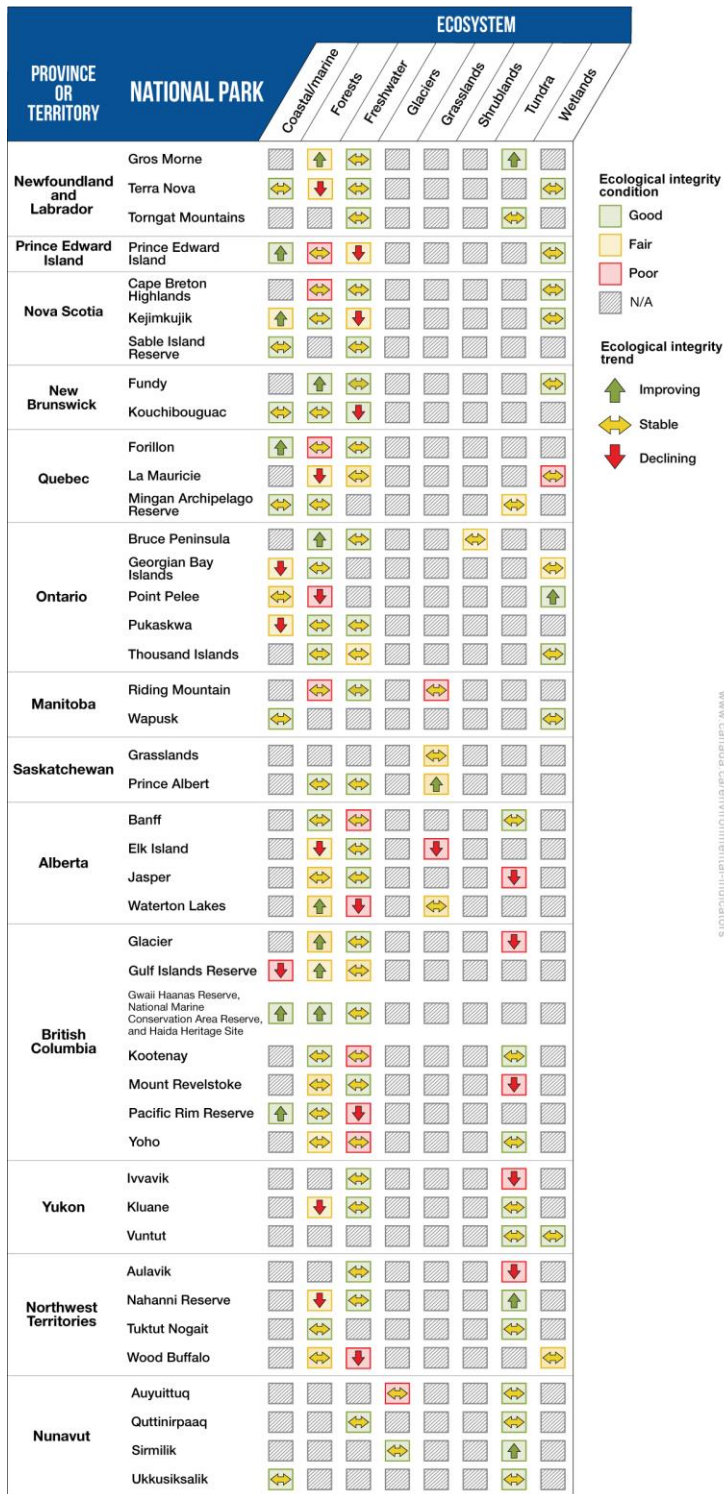 ECOSYSTEM
PROVINCE
OR
TERRITORY
NATIONAL PARK
Coastal/marine
Forests
Freshwater
Glaciers
Grasslands
Shrublands
Tundra
Wetlands
Newfoundland
and
Labrador
Gros Morne
Terra Nova
Torngat Mountains
Prince Edward
Island
Prince Edward
Island
Nova Scotia
Cape Breton
Highlands
Kejimkujik
Sable Island
Reserve
New
Brunswick
Fundy
Kouchibouguac
Quebec
Forillon
La Mauricie
Mingan Archipelago
Reserve
Ontario
Bruce Peninsula
Georgian Bay
Islands
Point Pelee
Pukaskwa
Thousand Islands
Manitoba
Riding Mountain
Wapusk
Saskatchewan
Grasslands
Prince Albert
Alberta
Banff
Elk Island
Jasper
Waterton Lakes
British
Columbia
Glacier
Gulf Islands Reserve
Gwaii Haanas Reserve,
National Marine
Conservation Area Reserve,
and Haida Heritage Site
Kootenay
Mount Revelstoke
Pacific Rim Reserve
Yoho
Yukon
Ivvavik
Kluane
Vuntut
Northwest
Territories
Aulavik
Nahanni Reserve
Tuktut Nogait
Wood Buffalo
Nunavut
Auyuittuq
Quttinirpaaq
Sirmilik
Ukkusiksalik
Ecological integrity
condition
Good
Fair
Poor
N/A
Ecological integrity
trend
Improving
Stable
Declining
www.canada.ca/environmental-indicators